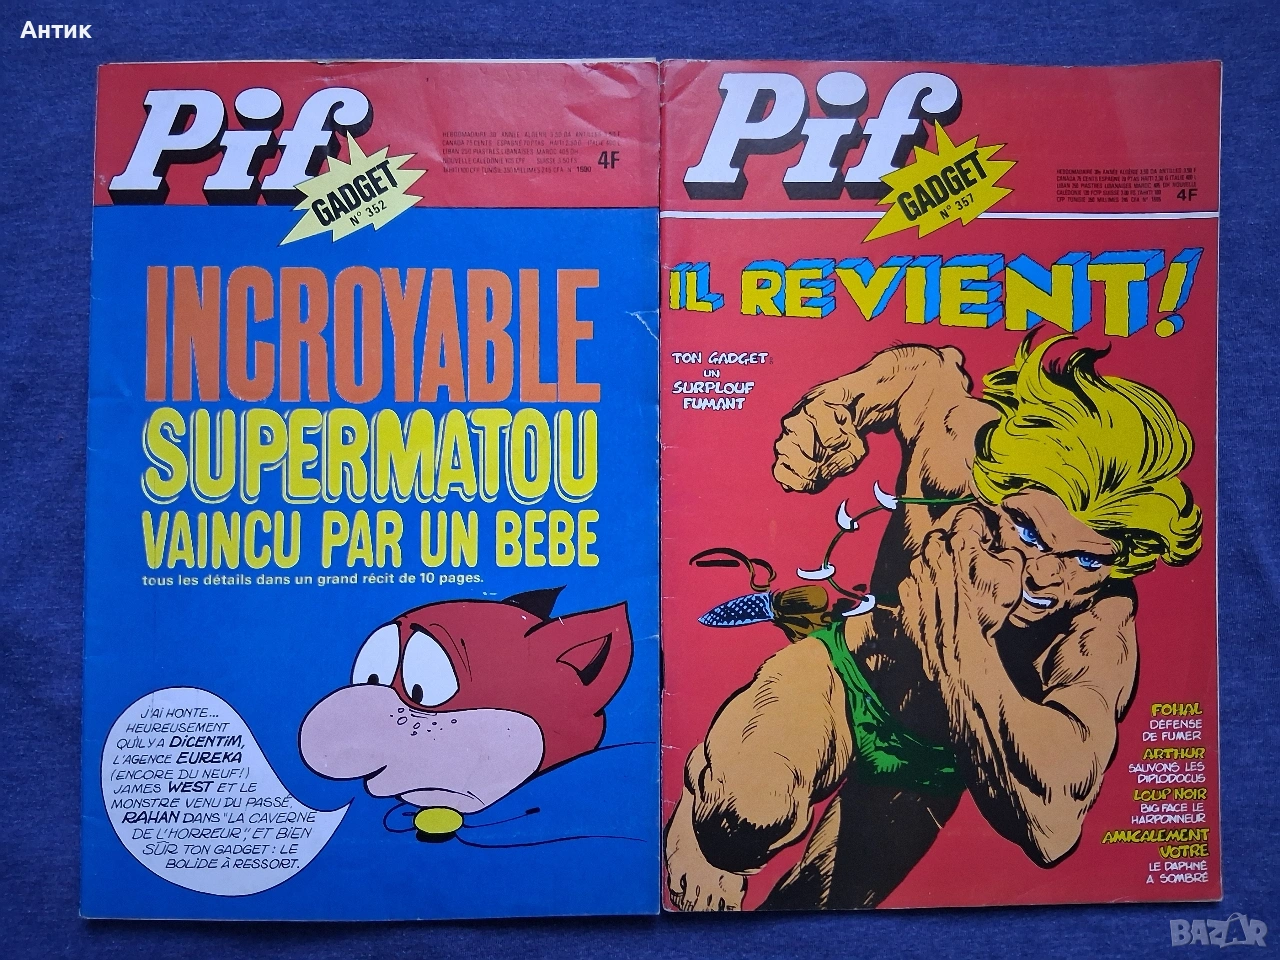 Антик
Pif
GADGET
N° 352
4F
INCROYABLE
SUPERMATOU
VAINCU PAR UN BEBE
tous les détails dans un grand récit de 10 pages.
J'AI HONTE...
HEUREUSEMENT
QU'IL Y A DICENTIM,
L'AGENCE EUREKA
(ENCORE DU NEUF!)
JAMES WEST ET LE
MONSTRE VENU DU PASSÉ,
RAHAN DANS "LA CAVERNE
DE L'HORREUR" ET BIEN
SÛR TON GADGET : LE
BOLIDE À RESSORT.
Pif
GADGET
N° 357
4F
IL REVIENT!
TON GADGET:
UN
SURPLOUF
FUMANT
FOHAL
DÉFENSE
DE FUMER
ARTHUR
SAUVONS LES
DIPLODOCUS
LOUP NOIR
BIG FACE LE
HARPONNEUR
AMICALEMENT
VOTRE
LE DAPHNÉ
A SOMBRÉ
BAZAR